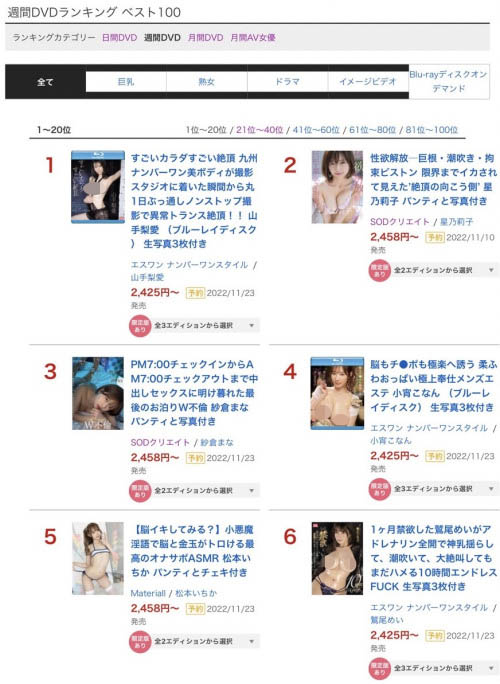 週間DVDランキング ベスト100
ランキングカテゴリー 日間DVD 週間DVD 月間DVD 月間AV女優
全て 巨乳 熟女 ドラマ イメージビデオ Blu-rayディスクオン
デマンド
1〜20位 1位〜20位 / 21位〜40位 / 41位〜60位 / 61位〜80位 / 81位〜100位
1
すごいカラダすごい絶頂 九州
ナンバーワン美ボディが撮影
スタジオに着いた瞬間から丸
1日ぶっ通しノンストップ撮
影で異常トランス絶頂！！ 山
手梨愛 （ブルーレイディスク
） 生写真3枚付き
エスワン ナンバーワンスタイル /
山手梨愛
2,425円〜 予約 2022/11/23
発売
限定版
あり
全3エディションから選択 ▼
2
性欲解放―巨根・潮吹き・拘
束ピストン 限界までイカされ
て見えた'絶頂の向こう側' 星
乃莉子 パンティと写真付き
SODクリエイト / 星乃莉子
2,458円〜 予約 2022/11/10
発売
限定版
あり
全2エディションから選択 ▼
3
PM7:00チェックインからA
M7:00チェックアウトまで中
出しセックスに明け暮れた最
後のお泊りW不倫 紗倉まな
パンティと写真付き
SODクリエイト / 紗倉まな
2,458円〜 予約 2022/11/23
発売
限定版
あり
全2エディションから選択 ▼
4
脳もチ●ポも極楽へ誘う 柔ふ
わおっぱい極上奉仕メンズエ
ステ 小宵こなん （ブルーレ
イディスク） 生写真3枚付き
エスワン ナンバーワンスタイル /
小宵こなん
2,425円〜 予約 2022/11/23
発売
限定版
あり
全3エディションから選択 ▼
5
【脳イキしてみる？】小悪魔
淫語で脳と金玉がトロける最
高のオナサポASMR 松本い
ちか パンティとチェキ付き
Materiall / 松本いちか
2,458円〜 予約 2022/11/23
発売
限定版
あり
全2エディションから選択 ▼
6
1ヶ月禁欲した鷲尾めいがア
ドレナリン全開で神乳揺らし
て、潮吹いて、大絶叫しても
まだハメる10時間エンドレス
FUCK 生写真3枚付き
エスワン ナンバーワンスタイル /
鷲尾めい
2,425円〜 予約 2022/11/23
発売
限定版
あり
全3エディションから選択 ▼